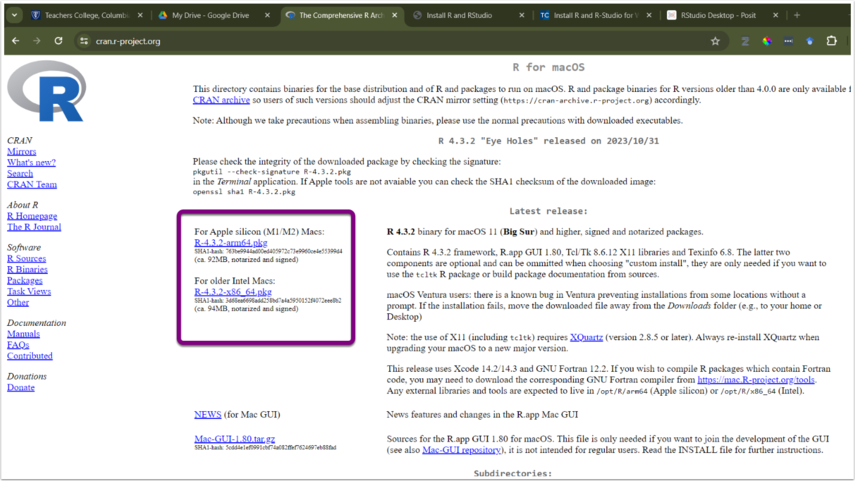 Teachers College, Columb
My Drive - Google Drive
The Comprehensive R Arch
Install R and RStudio
TC Install R and R-Studio for
RStudio Desktop - Posit
cran.r-project.org
R
CRAN
Mirrors
What's new?
Search
CRAN Team
About R
R Homepage
The R Journal
Software
R Sources
R Binaries
Packages
Task Views
Other
Documentation
Manuals
FAQs
Contributed
Donations
Donate
R for macOS
This directory contains binaries for the base distribution and of R and packages to run on macOS. R and package binaries for R versions older than 4.0.0 are only available f
CRAN archive so users of such versions should adjust the CRAN mirror setting (https://cran-archive.r-project.org) accordingly.
Note: Although we take precautions when assembling binaries, please use the normal precautions with downloaded executables.
R 4.3.2 "Eye Holes" released on 2023/10/31
Please check the integrity of the downloaded package by checking the signature:
pkgutil --check-signature R-4.3.2.pkg
in the Terminal application. If Apple tools are not avaiable you can check the SHA1 checksum of the downloaded image:
openssl sha1 R-4.3.2.pkg
Latest release:
For Apple silicon (M1/M2) Macs:
R-4.3.2-arm64.pkg
SHA1-hash:
(ca. 92MB, notarized and signed)
For older Intel Macs:
R-4.3.2-x86_64.pkg
SHA1-hash:
(ca. 94MB, notarized and signed)
R 4.3.2 binary for macOS 11 (Big Sur) and higher, signed and notarized packages.
Contains R 4.3.2 framework, R.app GUI 1.80, Tcl/Tk 8.6.12 X11 libraries and Texinfo 6.8. The latter two
components are optional and can be ommitted when choosing "custom install", they are only needed if you want to
use the tcltk R package or build package documentation from sources.
macOS Ventura users: there is a known bug in Ventura preventing installations from some locations without a
prompt. If the installation fails, move the downloaded file away from the Downloads folder (e.g., to your home or
Desktop)
Note: the use of X11 (including tcltk) requires XQuartz (version 2.8.5 or later). Always re-install XQuartz when
upgrading your macOS to a new major version.
This release uses Xcode 14.2/14.3 and GNU Fortran 12.2. If you wish to compile R packages which contain Fortran
code, you may need to download the corresponding GNU Fortran compiler from https://mac.R-project.org/tools.
Any external libraries and tools are expected to live in /opt/R/arm64 (Apple silicon) or /opt/R/x86_64 (Intel).
NEWS (for Mac GUI)
News features and changes in the R.app Mac GUI
Mac-GUI-1.80.tar.gz
SHA1-hash:
Sources for the R.app GUI 1.80 for macOS. This file is only needed if you want to join the development of the GUI
(see also Mac-GUI repository), it is not intended for regular users. Read the INSTALL file for further instructions.
Subdirectories: